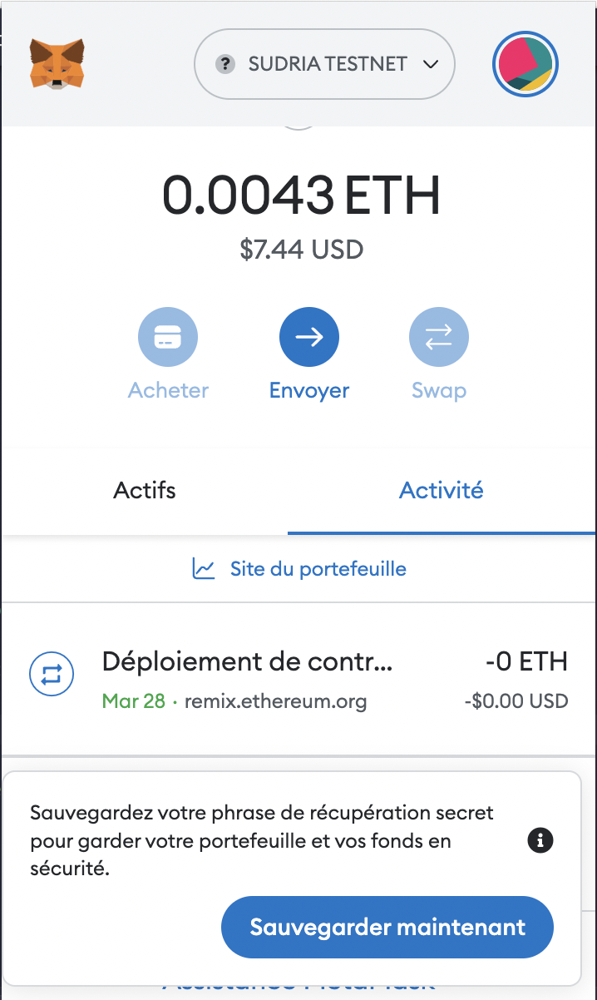 SUDRIA TESTNET
0.0043 ETH
$7.44 USD
Acheter
Envoyer
Swap
Actifs
Activité
Site du portefeuille
Déploiement de contr...
-0 ETH
Mar 28 · remix.ethereum.org
-$0.00 USD
Sauvegardez votre phrase de récupération secret
pour garder votre portefeuille et vos fonds en
sécurité.
Sauvegarder maintenant